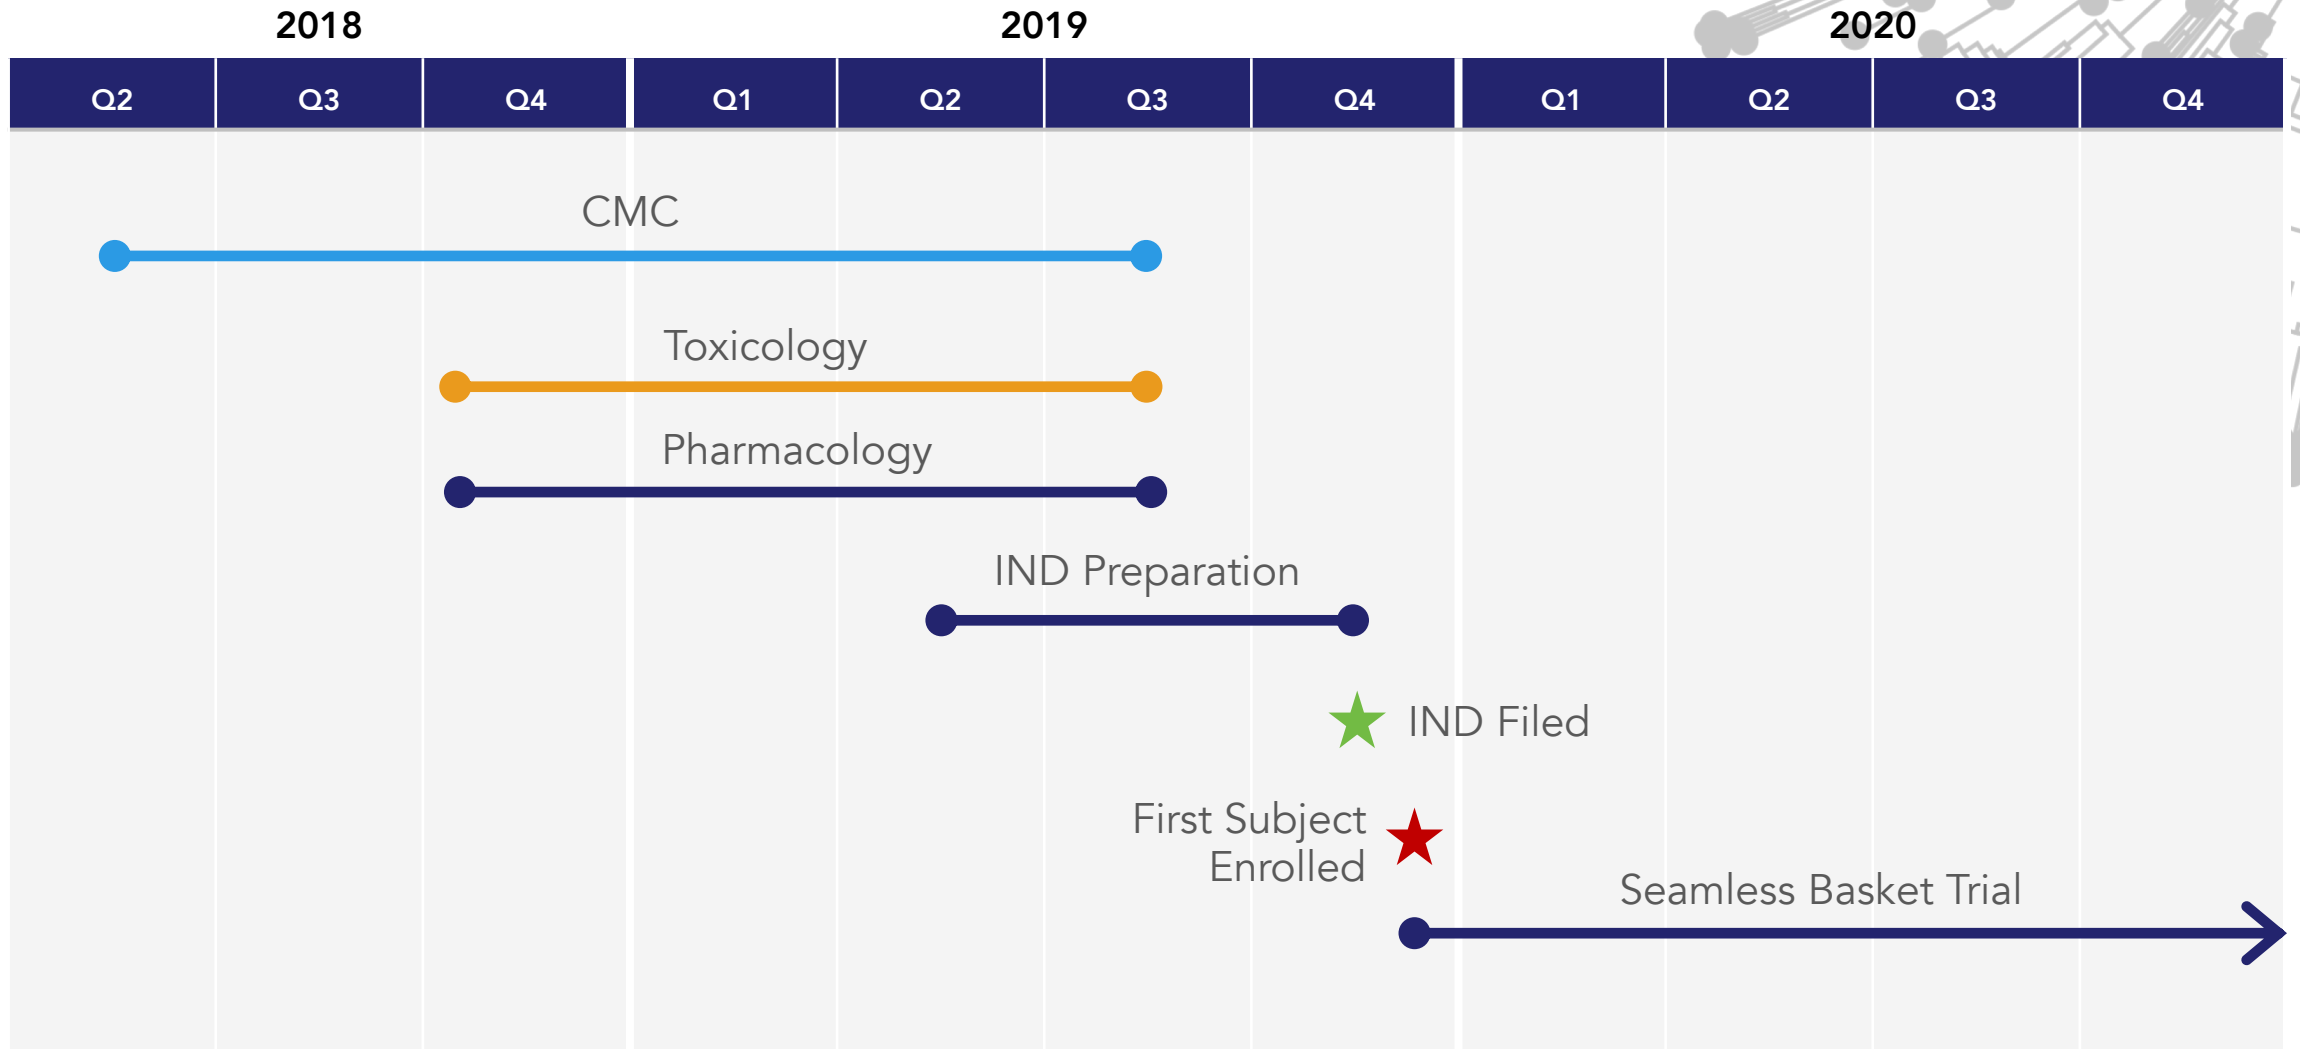 2018
2019
2020
Q2
Q3
Q4
Q1
Q2
Q3
Q4
Q1
Q2
Q3
Q4
CMC
Toxicology
Pharmacology
IND Preparation
IND Filed
First Subject
Enrolled
Seamless Basket Trial